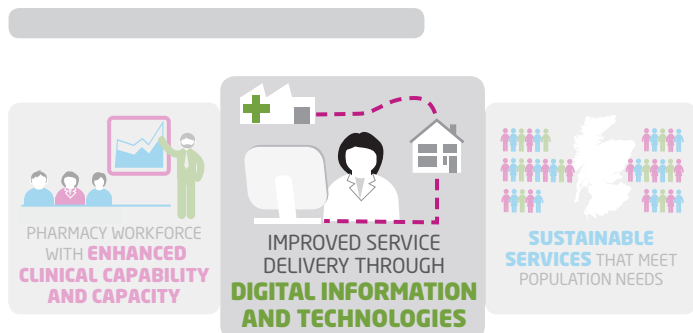 PHARMACY WORKFORCE
WITH ENHANCED
CLINICAL CAPABILITY
AND CAPACITY
IMPROVED SERVICE
DELIVERY THROUGH
DIGITAL INFORMATION
AND TECHNOLOGIES
SUSTAINABLE
SERVICES THAT MEET
POPULATION NEEDS